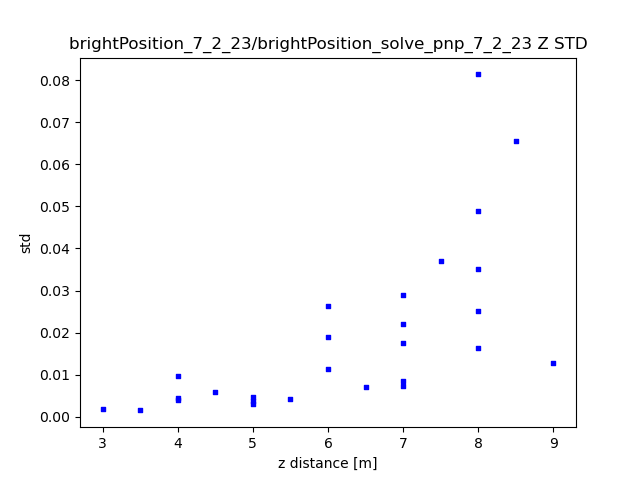 brightPosition_7_2_23/brightPosition_solve_pnp_7_2_23 Z STD
0.08
0.07
0.06
0.05
0.04
0.03
0.02
0.01
0.00
std
3 4 5 6 7 8 9
z distance [m]